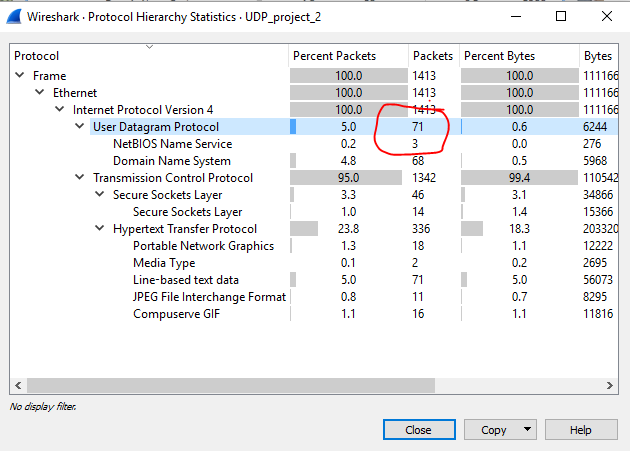 Wireshark · Protocol Hierarchy Statistics · UDP_project_2
Protocol Percent Packets Packets Percent Bytes Bytes
Frame 100.0 1413 100.0 111166
Ethernet 100.0 1413 100.0 111166
Internet Protocol Version 4 100.0 1413 100.0 111166
User Datagram Protocol 5.0 71 0.6 6244
NetBIOS Name Service 0.2 3 0.0 276
Domain Name System 4.8 68 0.5 5968
Transmission Control Protocol 95.0 1342 99.4 110542
Secure Sockets Layer 3.3 46 3.1 34866
Secure Sockets Layer 1.0 14 1.4 15366
Hypertext Transfer Protocol 23.8 336 18.3 203320
Portable Network Graphics 1.3 18 1.1 12222
Media Type 0.1 2 0.2 2695
Line-based text data 5.0 71 5.0 56073
JPEG File Interchange Format 0.8 11 0.7 8295
Compuserve GIF 1.1 16 1.1 11816
No display filter.
Close Copy Help